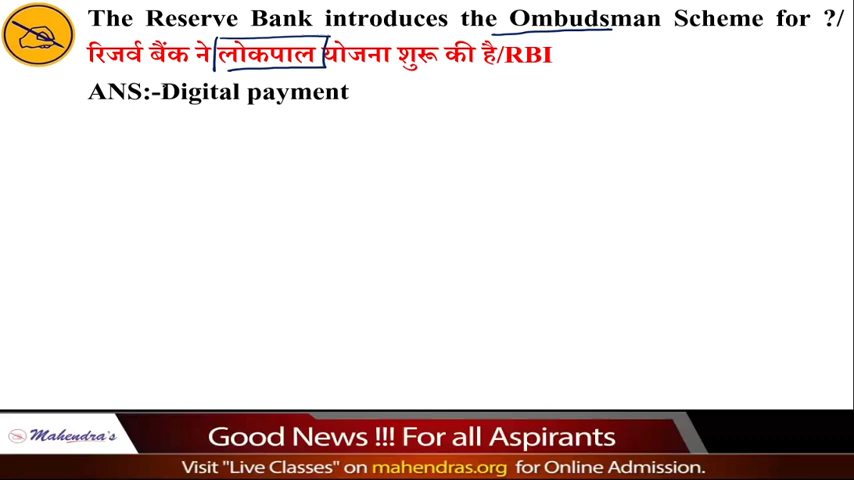 The Reserve Bank introduces the Ombudsman Scheme for ?/
रिजर्व बैंक ने लोकपाल योजना शुरू की है/RBI
ANS:-Digital payment
Mahendra's
Good News !!! For all Aspirants
Visit "Live Classes" on mahendras.org for Online Admission.